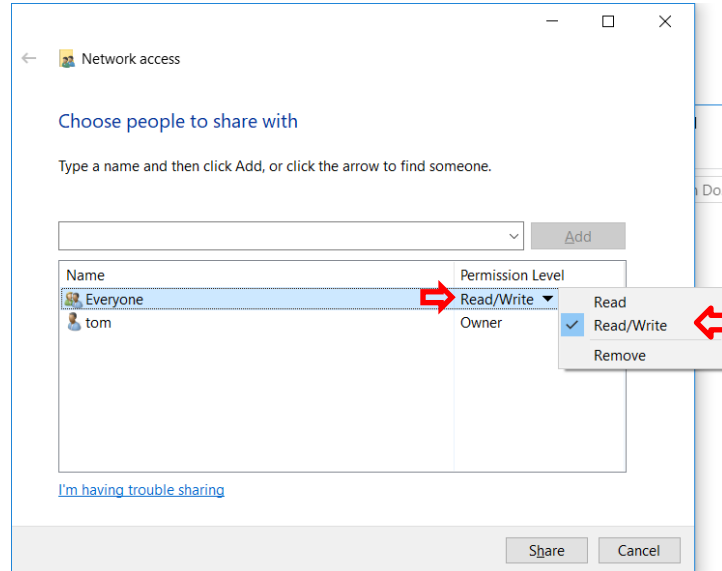 Network access
Choose people to share with
Type a name and then click Add, or click the arrow to find someone.
Add
Name Permission Level
Everyone Read/Write
Read
tom Owner
Read/Write
Remove
I'm having trouble sharing
Share Cancel